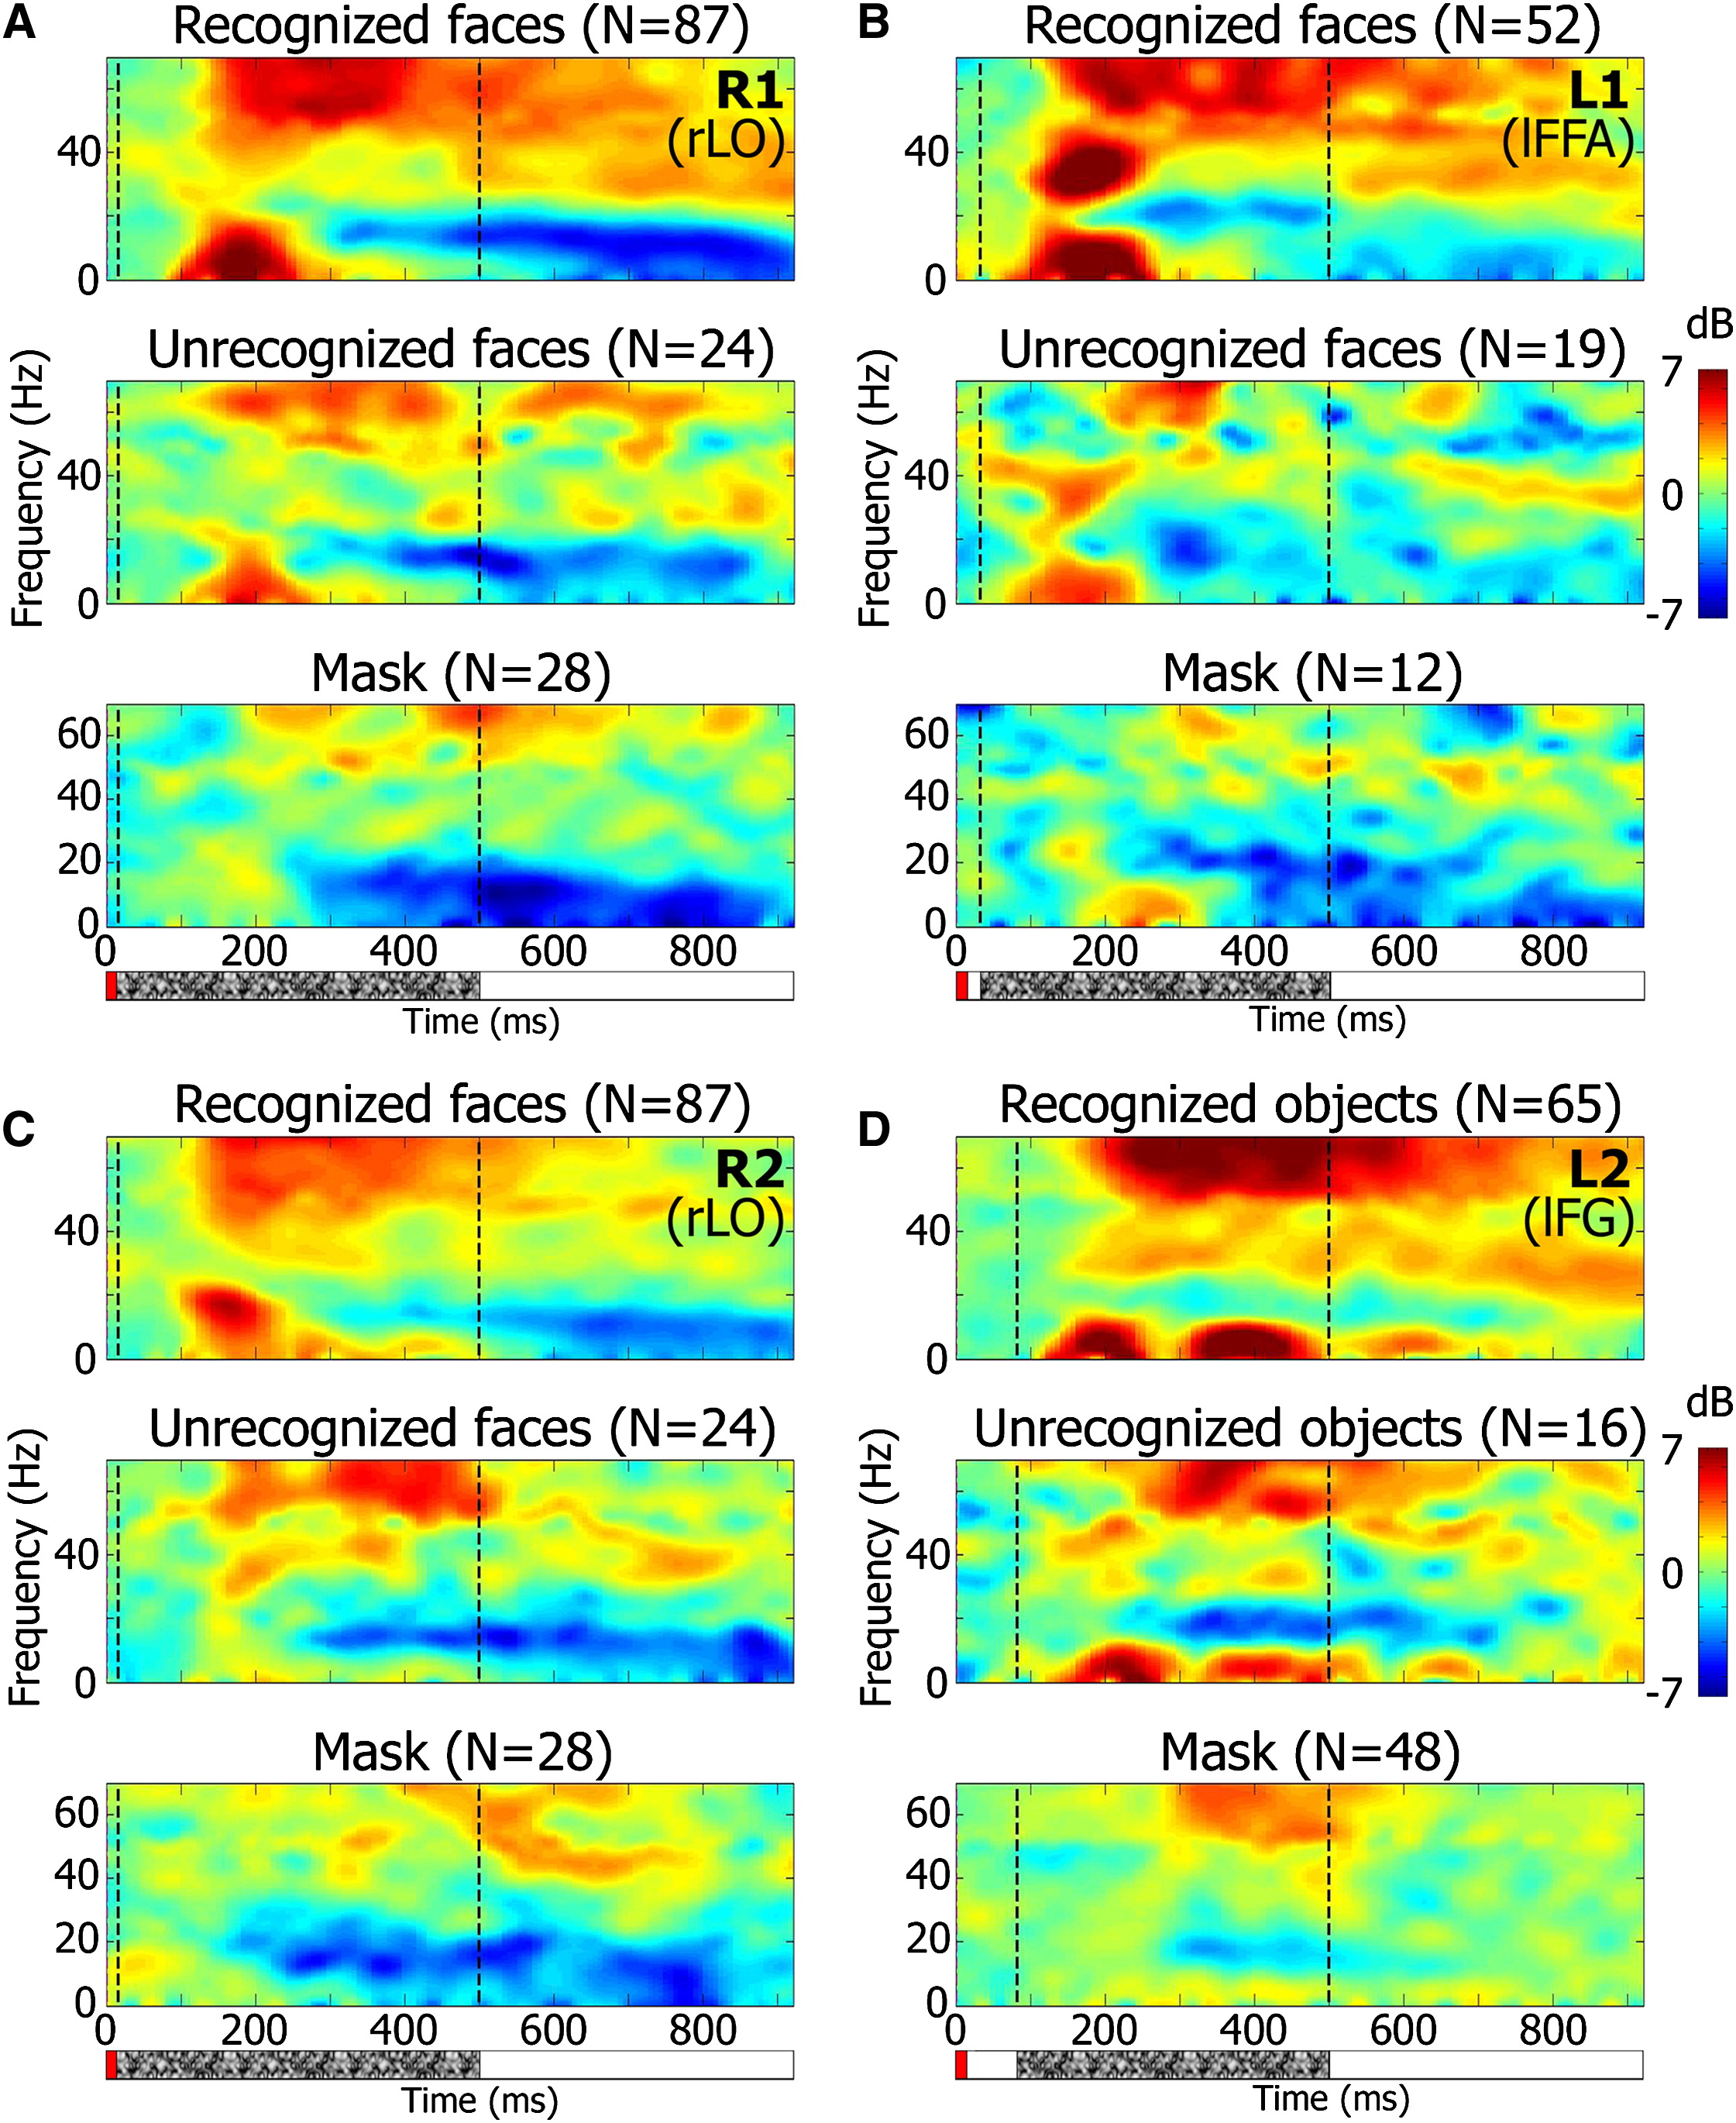 A
Recognized faces (N=87)
R1
(rLO)
40
0
Unrecognized faces (N=24)
40
0
Frequency (Hz)
Mask (N=28)
60
40
20
0
0 200 400 600 800
Time (ms)
B
Recognized faces (N=52)
L1
(lFFA)
40
0
Unrecognized faces (N=19)
40
0
Frequency (Hz)
dB
7
0
-7
Mask (N=12)
60
40
20
0
0 200 400 600 800
Time (ms)
C
Recognized faces (N=87)
R2
(rLO)
40
0
Unrecognized faces (N=24)
40
0
Frequency (Hz)
Mask (N=28)
60
40
20
0
0 200 400 600 800
Time (ms)
D
Recognized objects (N=65)
L2
(lFG)
40
0
Unrecognized objects (N=16)
40
0
Frequency (Hz)
dB
7
0
-7
Mask (N=48)
60
40
20
0
0 200 400 600 800
Time (ms)